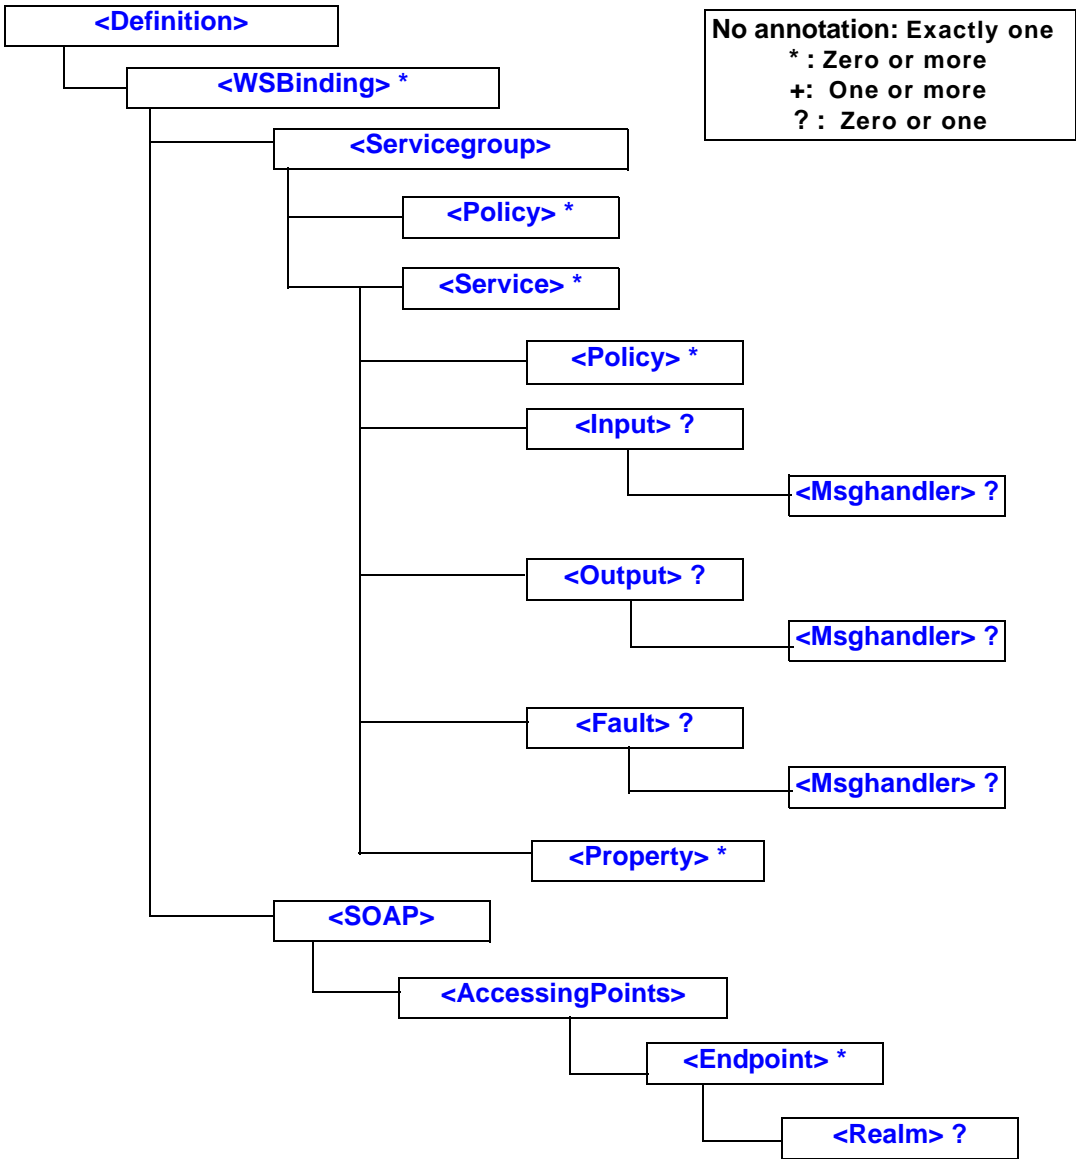 <Definition>
<WSBinding> *
No annotation: Exactly one
* : Zero or more
+: One or more
? : Zero or one
<Servicegroup>
<Policy> *
<Service> *
<Policy> *
<Input> ?
<Msghandler> ?
<Output> ?
<Msghandler> ?
<Fault> ?
<Msghandler> ?
<Property> *
<SOAP>
<AccessingPoints>
<Endpoint> *
<Realm> ?